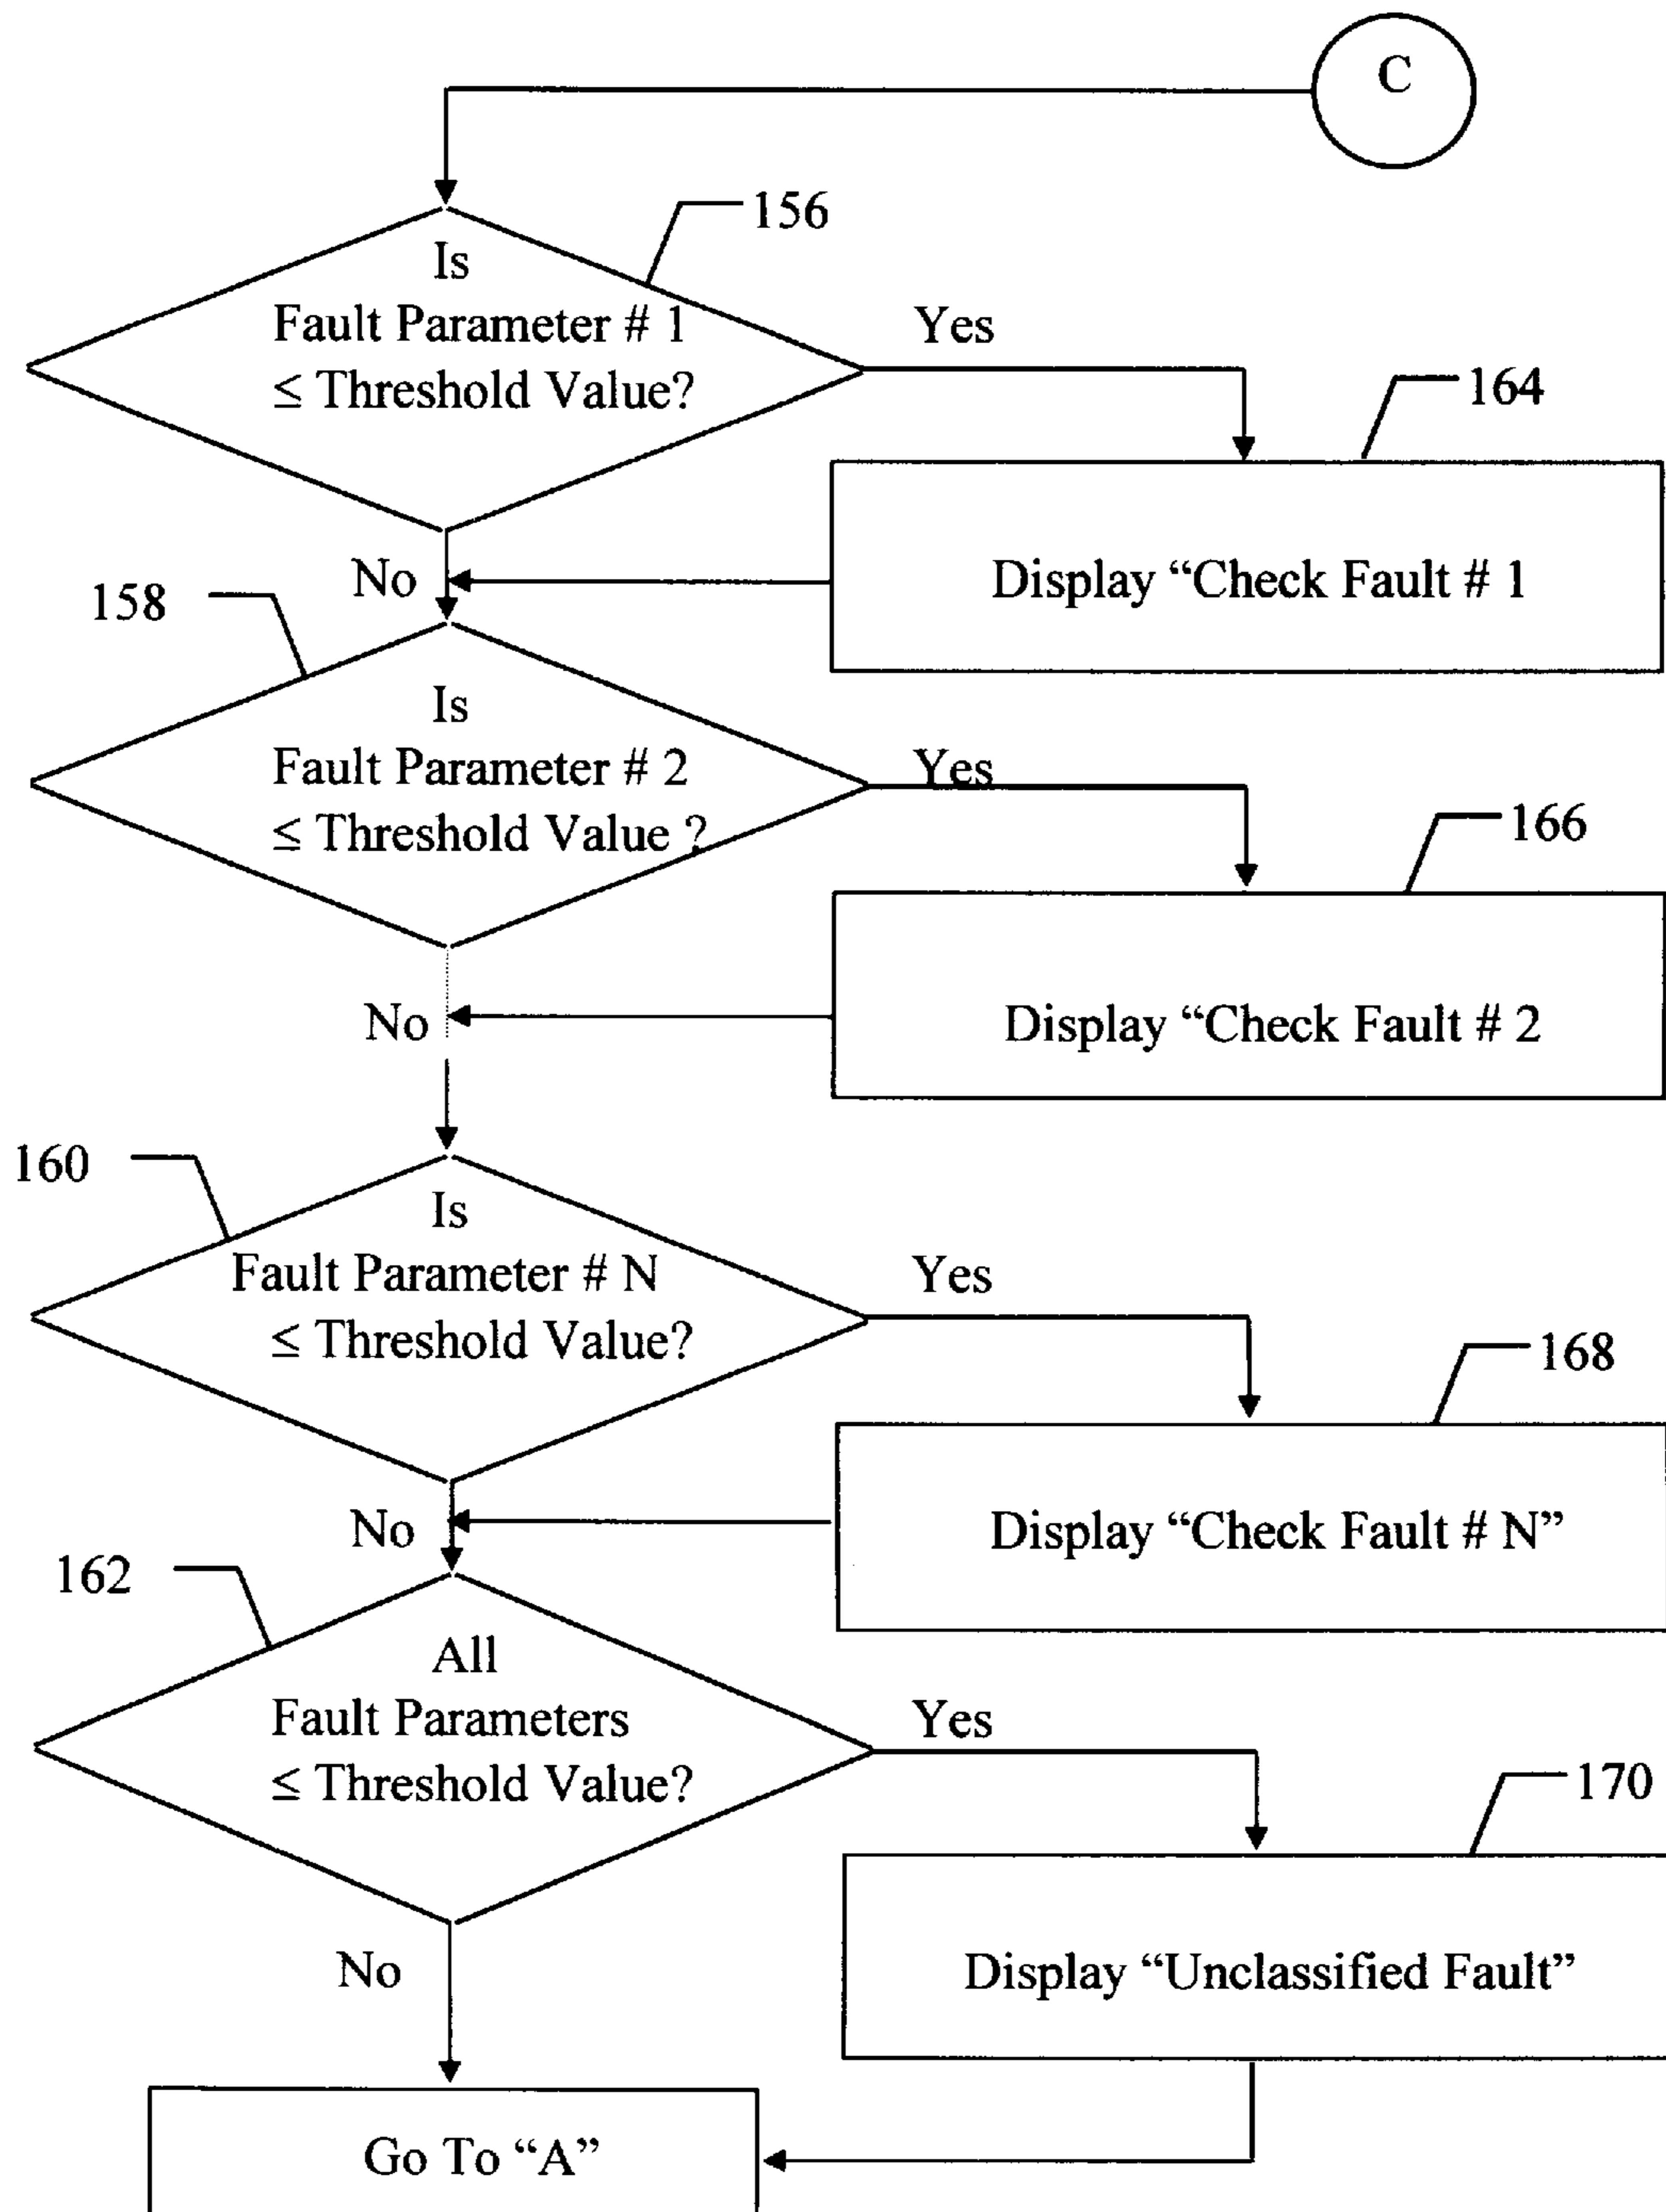 C
156
Is
Fault Parameter # 1
≤ Threshold Value?
Yes
164
Display “Check Fault # 1
No
158
Is
Fault Parameter # 2
≤ Threshold Value ?
Yes
166
Display “Check Fault # 2
No
160
Is
Fault Parameter # N
≤ Threshold Value?
Yes
168
Display “Check Fault # N”
No
162
All
Fault Parameters
≤ Threshold Value?
Yes
170
Display “Unclassified Fault”
No
Go To “A”